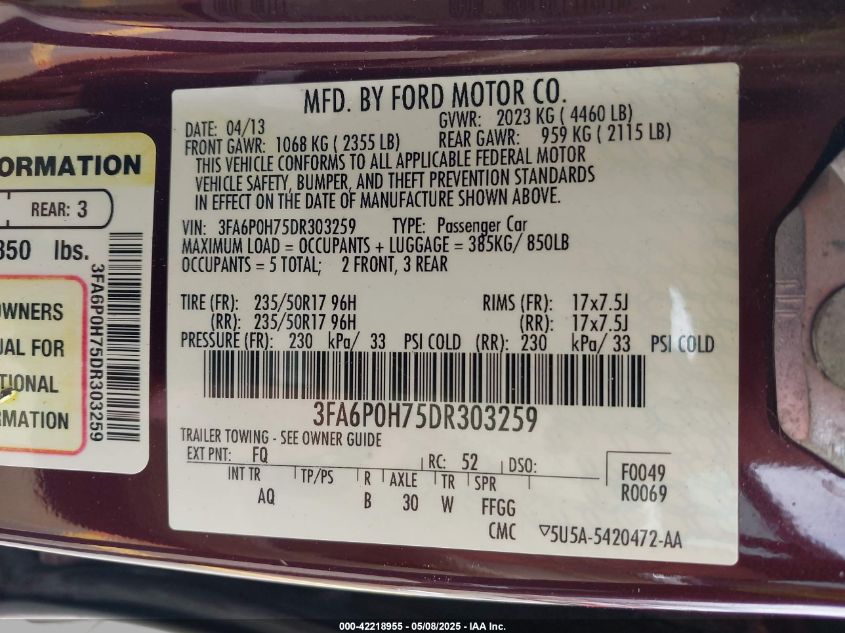 MFD. BY FORD MOTOR CO.
DATE: 04/13 GVWR: 2023 KG ( 4460 LB)
FRONT GAWR: 1068 KG ( 2355 LB) REAR GAWR: 959 KG ( 2115 LB)
THIS VEHICLE CONFORMS TO ALL APPLICABLE FEDERAL MOTOR
VEHICLE SAFETY, BUMPER, AND THEFT PREVENTION STANDARDS
IN EFFECT ON THE DATE OF MANUFACTURE SHOWN ABOVE.
VIN: 3FA6P0H75DR303259 TYPE: Passenger Car
MAXIMUM LOAD = OCCUPANTS + LUGGAGE = 385KG/ 850LB
OCCUPANTS = 5 TOTAL; 2 FRONT, 3 REAR
TIRE (FR): 235/50R17 96H RIMS (FR): 17x7.5J
(RR): 235/50R17 96H (RR): 17x7.5J
PRESSURE (FR): 230 kPa/ 33 PSI COLD (RR): 230 kPa/ 33 PSI COLD
3FA6P0H75DR303259
TRAILER TOWING - SEE OWNER GUIDE
EXT PNT: FQ RC: 52 DSO:
INT TR TP/PS R AXLE TR SPR
AQ B 30 W FFGG
F0049
R0069
CMC ▽5U5A-5420472-AA
ORMATION
REAR: 3
850 lbs.
OWNERS
UAL FOR
TIONAL
RMATION
3FA6P0H75DR303259
000-42218955 - 05/08/2025 - IAA Inc.